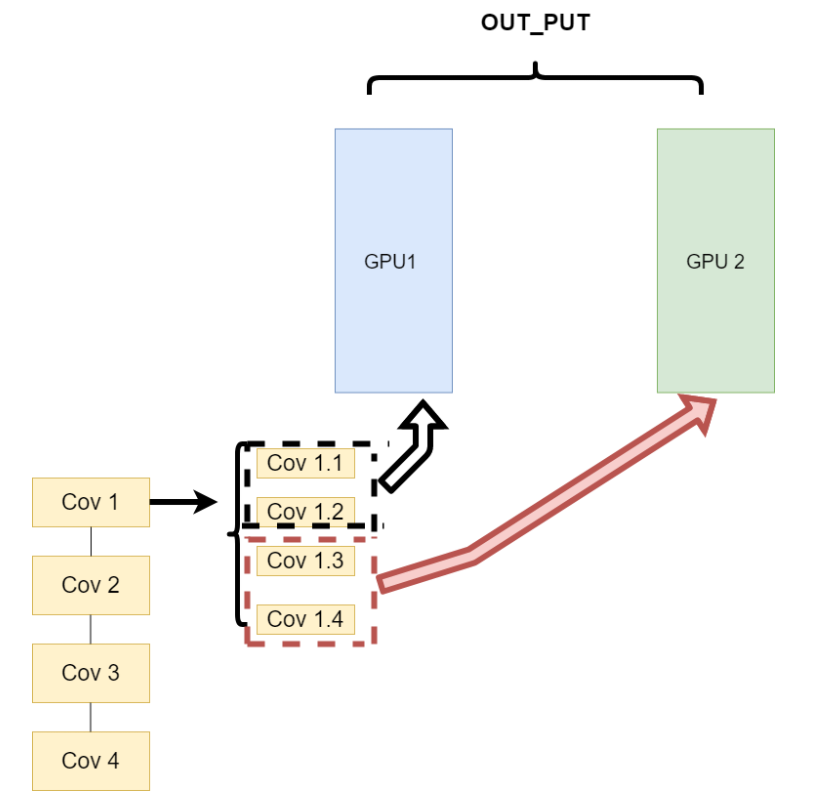 OUT_PUT
GPU1
GPU 2
Cov 1.1
Cov 1
Cov 1.2
Cov 1.3
Cov 2
Cov 1.4
Cov 3
Cov 4